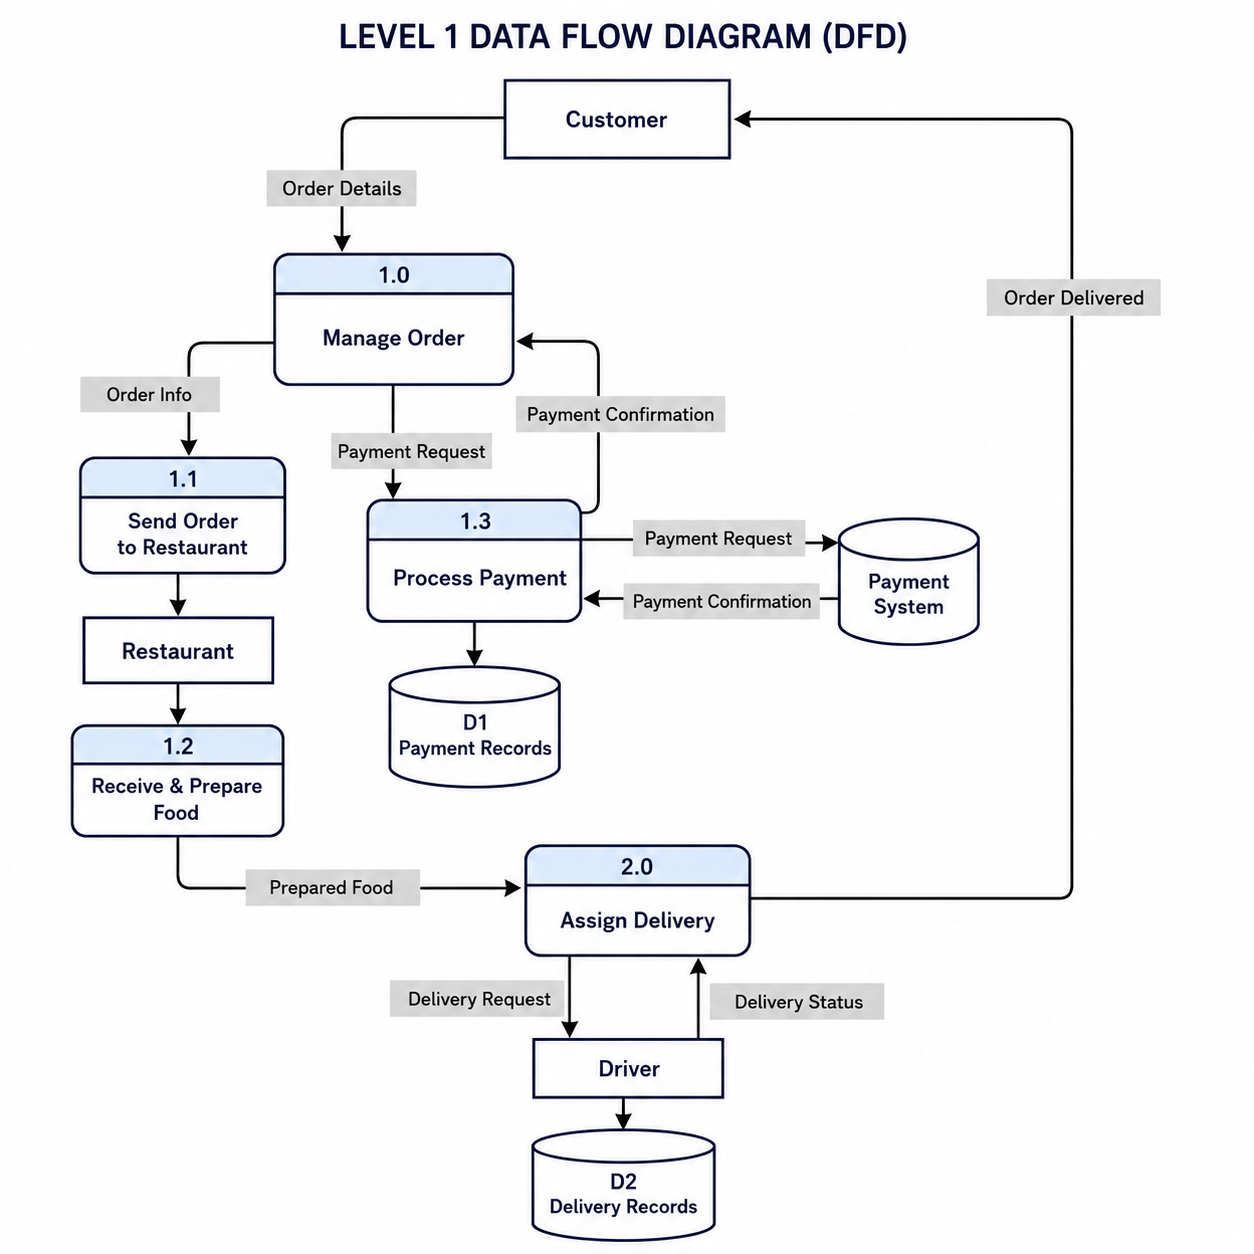 LEVEL 1 DATA FLOW DIAGRAM (DFD)
Customer
Order Details
1.0
Manage Order
Order Delivered
Order Info
Payment Confirmation
Payment Request
1.1
Send Order
to Restaurant
1.3
Process Payment
Payment Request
Payment Confirmation
Payment
System
Restaurant
D1
Payment Records
1.2
Receive & Prepare
Food
Prepared Food
2.0
Assign Delivery
Delivery Request
Delivery Status
Driver
D2
Delivery Records